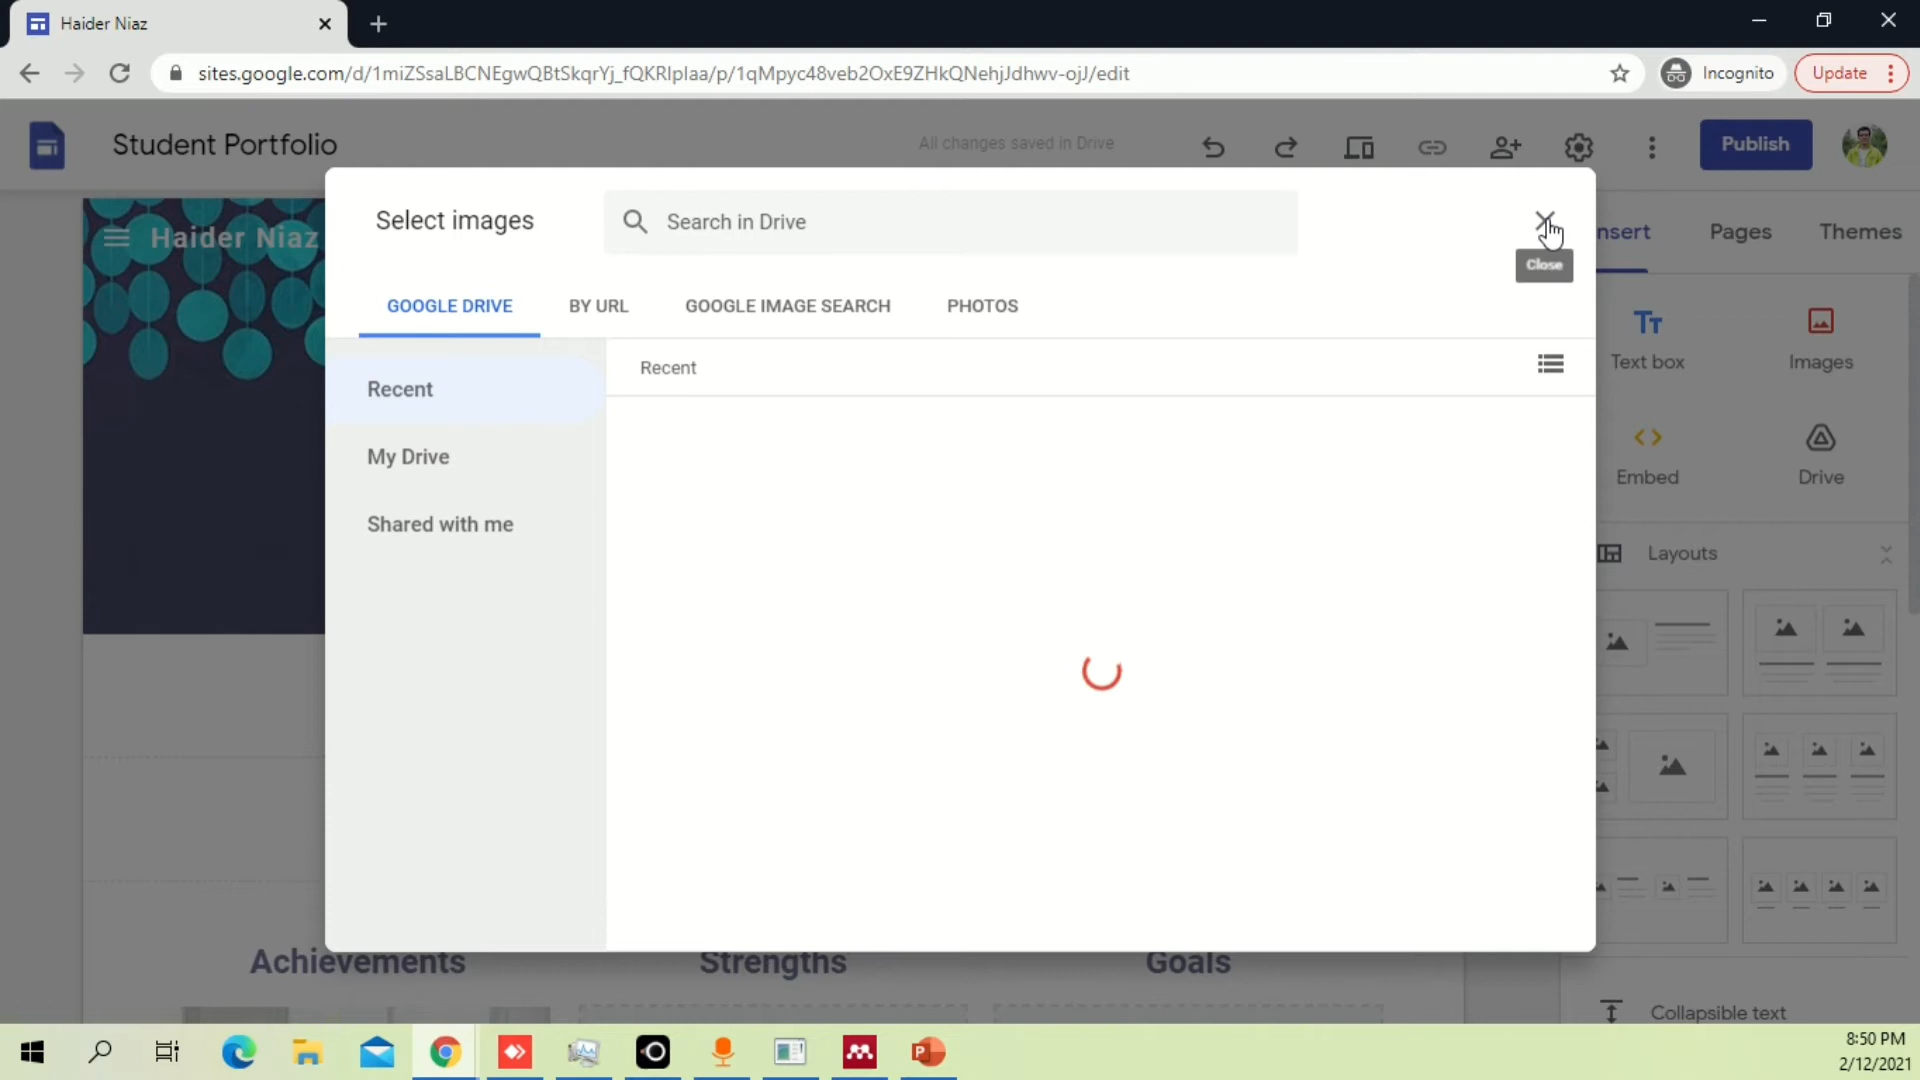 Haider Niaz
sites.google.com/d/1miZSsaLBCNEgwQBtSkqrYj_fQKRIplaa/p/1qMpyc48veb2OxE9ZHkQNehjJdhwv-ojJ/edit
Incognito
Update
Student Portfolio
All changes saved in Drive
Publish
Haider Niaz
Select images
Search in Drive
Close
nsert
Pages
Themes
GOOGLE DRIVE
BY URL
GOOGLE IMAGE SEARCH
PHOTOS
Recent
My Drive
Shared with me
Recent
Text box
Images
Embed
Drive
Layouts
Collapsible text
Achievements
Strengths
Goals
8:50 PM
2/12/2021